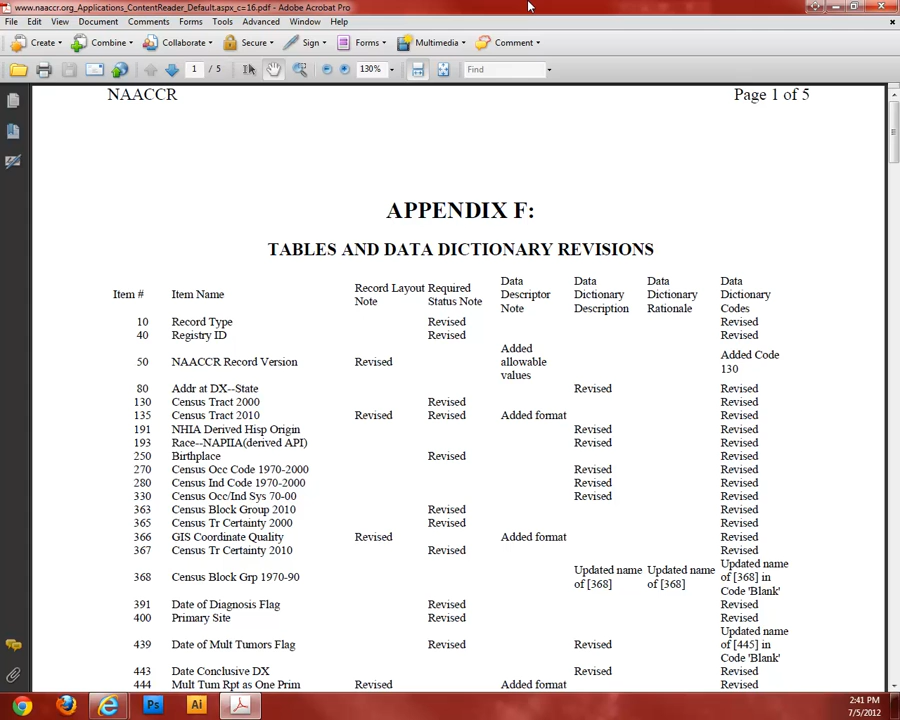 www.naaccr.org_Applications_ContentReader_Default.aspx_c=16.pdf - Adobe Acrobat Pro
File Edit View Document Comments Forms Tools Advanced Window Help
Create Combine Collaborate Secure Sign Forms Multimedia Comment
1 / 5 130% Find
NAACCR Page 1 of 5
APPENDIX F:
TABLES AND DATA DICTIONARY REVISIONS
Item # Item Name Record Layout Note Required Status Note Data Descriptor Note Data Dictionary Description Data Dictionary Rationale Data Dictionary Codes
10 Record Type Revised Revised
40 Registry ID Revised Revised
50 NAACCR Record Version Revised Added allowable values Added Code 130
80 Addr at DX--State Revised Revised
130 Census Tract 2000 Revised Revised
135 Census Tract 2010 Revised Revised Added format Revised
191 NHIA Derived Hisp Origin Revised Revised
193 Race--NAPIIA(derived API) Revised Revised
250 Birthplace Revised Revised
270 Census Occ Code 1970-2000 Revised Revised
280 Census Ind Code 1970-2000 Revised Revised
330 Census Occ/Ind Sys 70-00 Revised Revised
363 Census Block Group 2010 Revised Revised
365 Census Tr Certainty 2000 Revised Revised
366 GIS Coordinate Quality Revised Added format Revised
367 Census Tr Certainty 2010 Revised Revised
368 Census Block Grp 1970-90 Updated name of [368] Updated name of [368] Updated name of [368] in Code 'Blank'
391 Date of Diagnosis Flag Revised Revised
400 Primary Site Revised Revised
439 Date of Mult Tumors Flag Revised Revised Updated name of [445] in Code 'Blank'
443 Date Conclusive DX Revised Revised
444 Mult Tum Rpt as One Prim Revised Added format Revised
Ps Ai
2:41 PM
7/5/2012